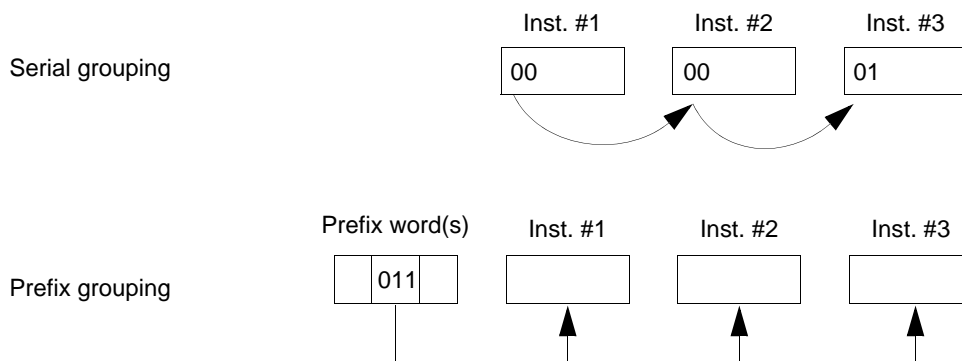 Inst. #1 Inst. #2 Inst. #3
Serial grouping 00 00 01
Prefix word(s) Inst. #1 Inst. #2 Inst. #3
Prefix grouping 011